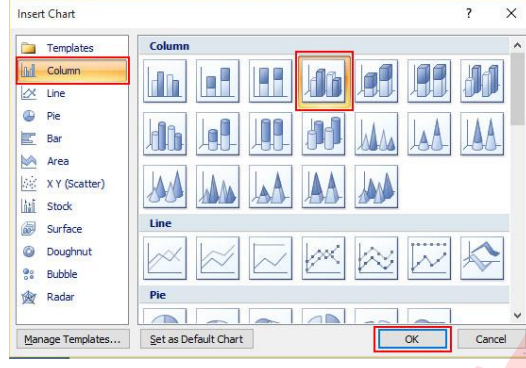 Insert Chart
?
X
Templates
Column
Line
Pie
Bar
Area
X Y (Scatter)
Stock
Surface
Doughnut
Bubble
Radar
Column
Line
Pie
Manage Templates...
Set as Default Chart
OK
Cancel